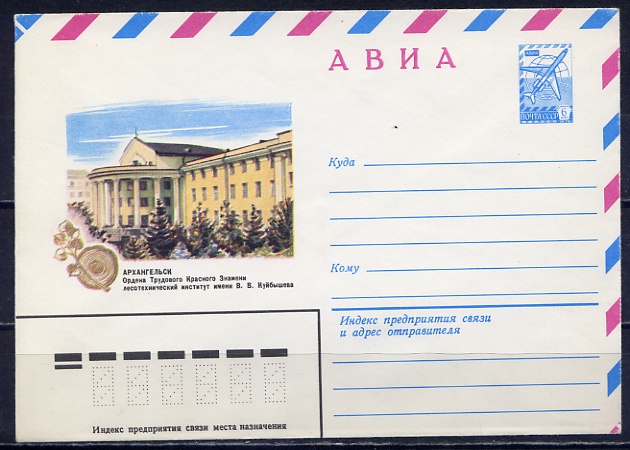 АВИА
АВИА
ПОЧТА СССР 6
Куда
Кому
АРХАНГЕЛЬСК
Ордена Трудового Красного Знамени
лесотехнический институт имени В. В. Куйбышева
Индекс предприятия связи
и адрес отправителя
Индекс предприятия связи места назначения